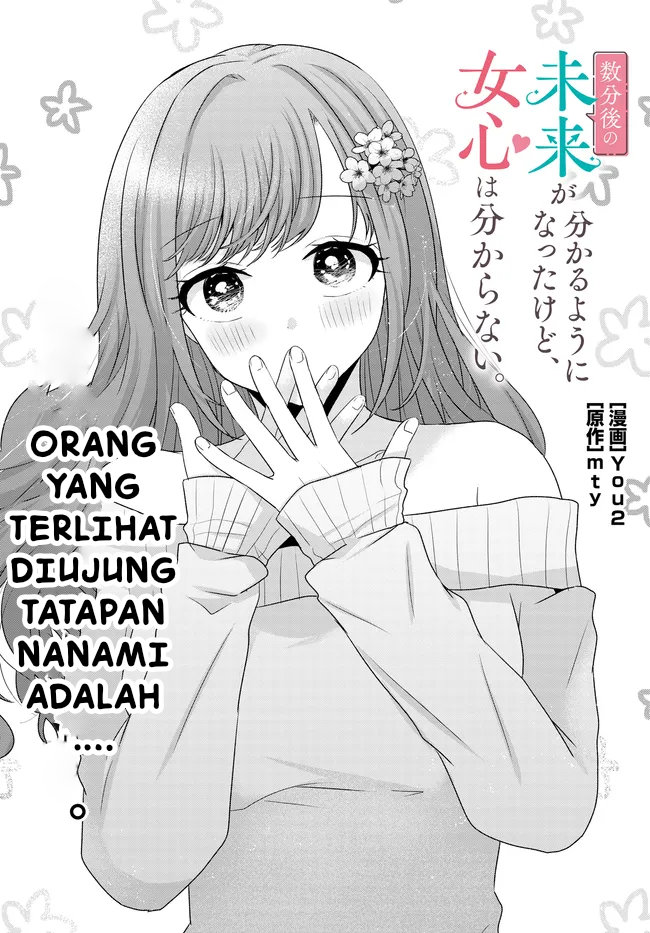 数分後の
未来が分かるように
なったけど、
女心は分からない。
【漫画】You2
【原作】mty
ORANG
YANG
TERLIHAT
DIUJUNG
TATAPAN
NANAMI
ADALAH
....
。